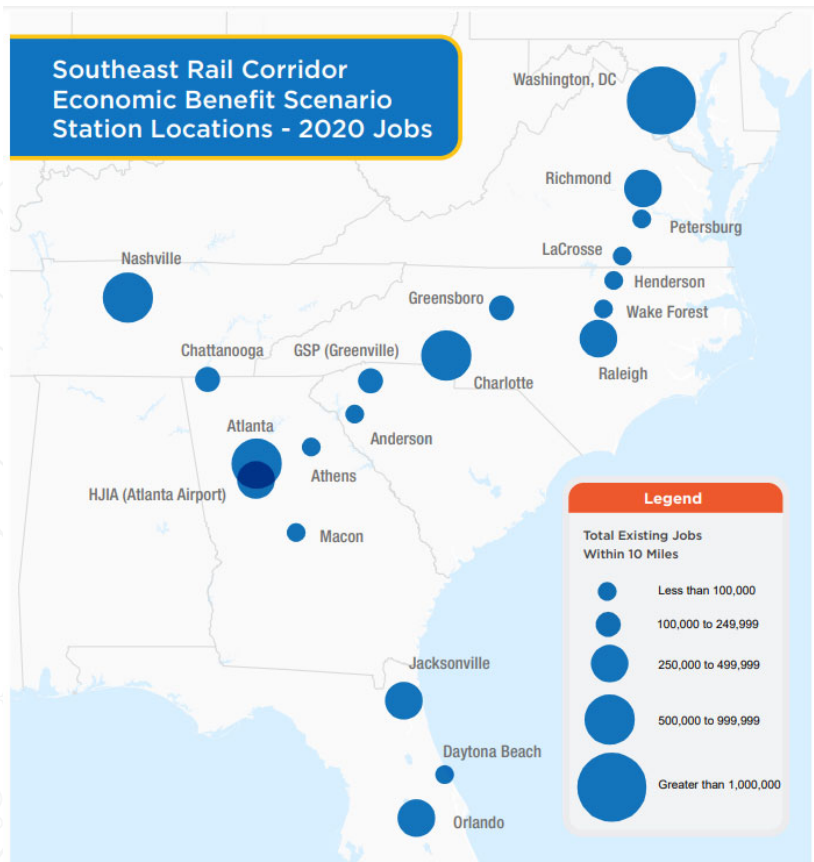 Southeast Rail Corridor
Economic Benefit Scenario
Station Locations - 2020 Jobs
Washington, DC
Richmond
Petersburg
LaCrosse
Nashville
Henderson
Greensboro
Wake Forest
Chattanooga
GSP (Greenville)
Charlotte
Raleigh
Atlanta
Anderson
Athens
HJIA (Atlanta Airport)
Macon
Jacksonville
Daytona Beach
Orlando
Legend
Total Existing Jobs
Within 10 Miles
Less than 100,000
100,000 to 249,999
250,000 to 499,999
500,000 to 999,999
Greater than 1,000,000